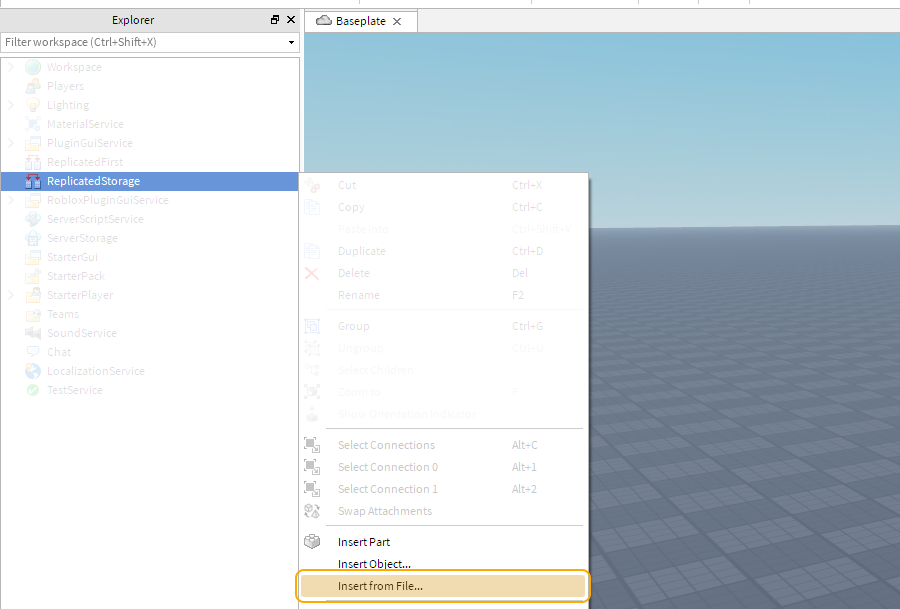 Explorer
Baseplate
Filter workspace (Ctrl+Shift+X)
Workspace
Players
Lighting
MaterialService
PluginGuiService
ReplicatedFirst
ReplicatedStorage
RobloxPluginGuiService
ServerScriptService
ServerStorage
StarterGui
StarterPack
StarterPlayer
Teams
SoundService
Chat
LocalizationService
TestService
Cut Ctrl+X
Copy Ctrl+C
Paste Into Ctrl+Shift+V
Duplicate Ctrl+D
Delete Del
Rename F2
Group Ctrl+G
Ungroup Ctrl+U
Select Children
Zoom to F
Show Orientation Indicator
Select Connections Alt+C
Select Connection 0 Alt+1
Select Connection 1 Alt+2
Swap Attachments
Insert Part
Insert Object...
Insert from File...